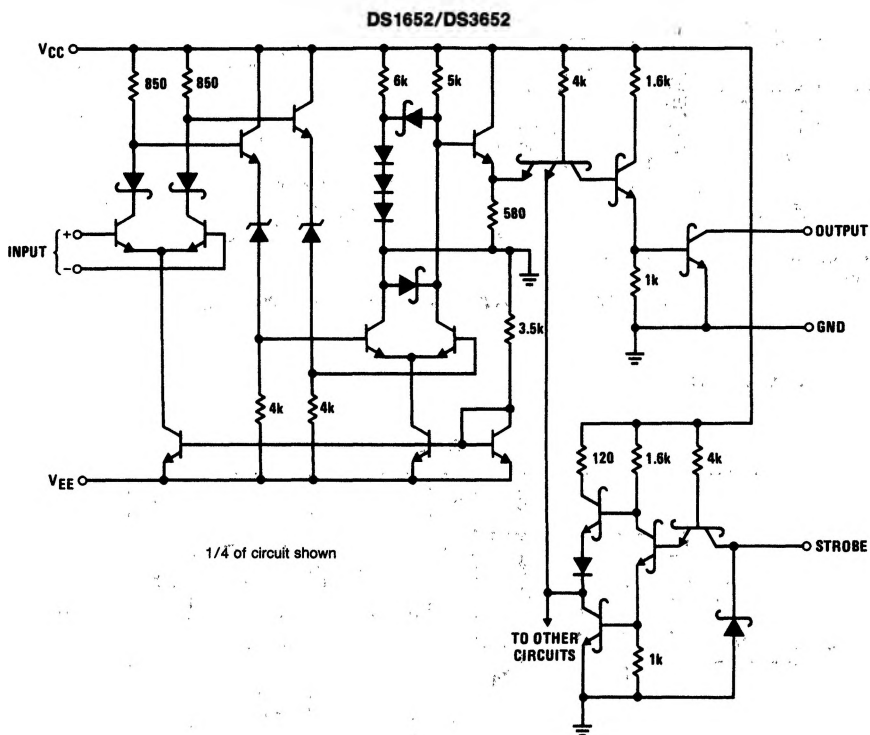 DS1652/DS3652
VCC
850
850
6k
5k
4k
1.6k
INPUT
+
−
580
OUTPUT
1k
GND
3.5k
4k
4k
VEE
120
1.6k
4k
1/4 of circuit shown
STROBE
TO OTHER
CIRCUITS
1k